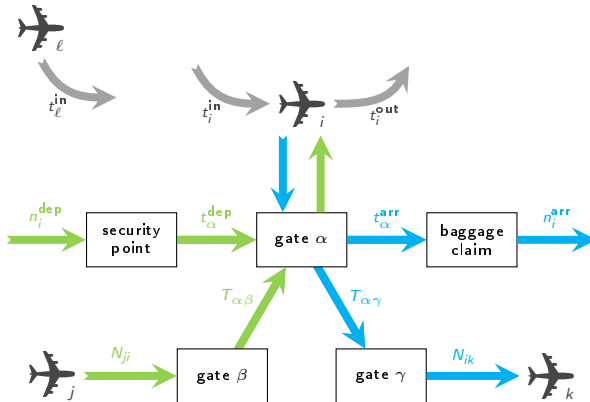 ℓ
t_ℓ^in
t_i^in
i
t_i^out
n_i^dep
security
point
t_α^dep
gate α
t_α^arr
baggage
claim
n_i^arr
T_αβ
T_αγ
N_ji
j
gate β
gate γ
N_ik
k